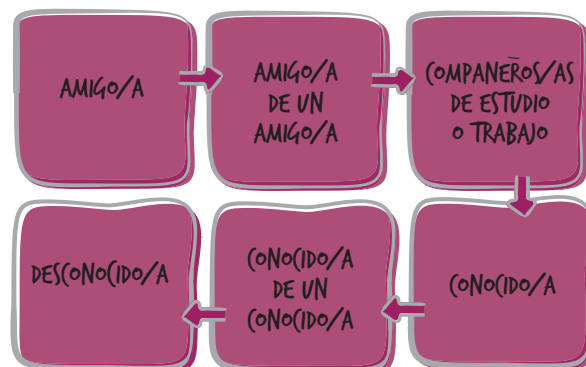 AMIGO/A
AMIGO/A
DE UN
AMIGO/A
COMPAÑEROS/AS
DE ESTUDIO
O TRABAJO
CONOCIDO/A
CONOCIDO/A
DE UN
CONOCIDO/A
DESCONOCIDO/A